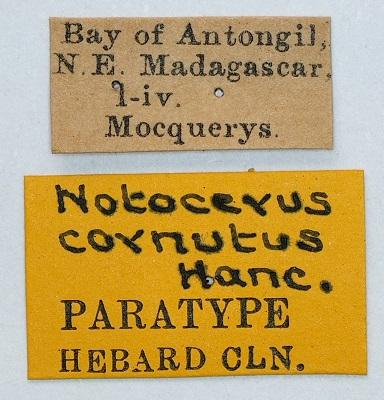 Bay of Antongil,
N. E. Madagascar,
1-iv.
Mocquerys.
Notocerus
cornutus
Hanc.
PARATYPE
HEBARD CLN.